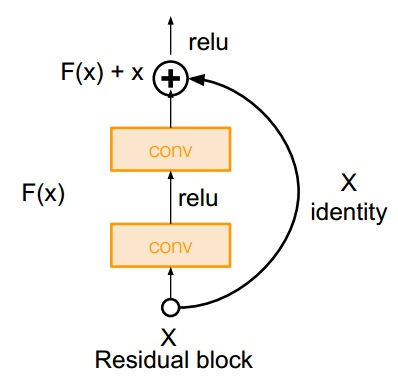 relu
F(x) + x
conv
F(x)
relu
X
identity
conv
X
Residual block